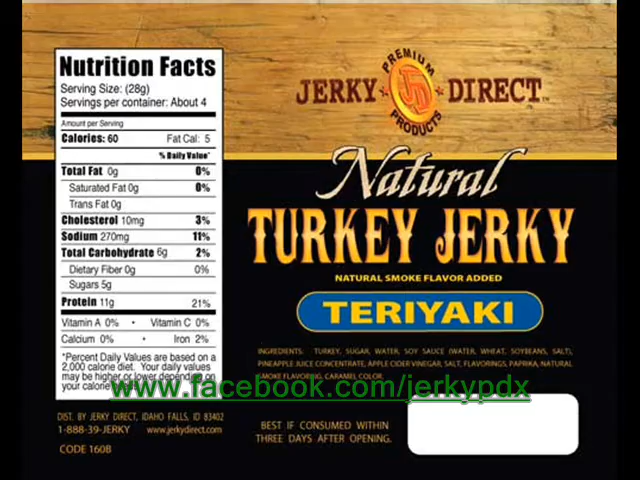 Nutrition Facts
Serving Size: (28g)
Servings per container: About 4
Amount per Serving
Calories: 60 Fat Cal: 5
% Daily Value*
Total Fat 0g 0%
Saturated Fat 0g 0%
Trans Fat 0g
Cholesterol 10mg 3%
Sodium 270mg 11%
Total Carbohydrate 6g 2%
Dietary Fiber 0g 0%
Sugars 5g
Protein 11g 21%
Vitamin A 0% • Vitamin C 0%
Calcium 0% • Iron 2%
*Percent Daily Values are based on a
2,000 calorie diet. Your daily values
may be higher or lower depending on
your calorie
PREMIUM
JERKY JD DIRECT™
PRODUCTS
Natural
TURKEY JERKY
NATURAL SMOKE FLAVOR ADDED
TERIYAKI
INGREDIENTS: TURKEY, SUGAR, WATER, SOY SAUCE (WATER, WHEAT, SOYBEANS, SALT),
PINEAPPLE JUICE CONCENTRATE, APPLE CIDER VINEGAR, SALT, FLAVORINGS, PAPRIKA, NATURAL
SMOKE FLAVORING, CARAMEL COLOR.
www.facebook.com/jerkypdx
DIST. BY JERKY DIRECT, IDAHO FALLS, ID 83402
1-888-39-JERKY www.jerkydirect.com
CODE 160B
BEST IF CONSUMED WITHIN
THREE DAYS AFTER OPENING.